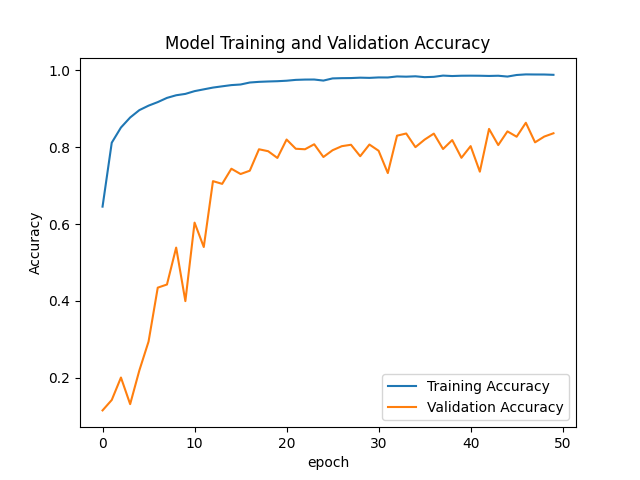 Model Training and Validation Accuracy
1.0
0.8
0.6
0.4
0.2
Accuracy
Training Accuracy
Validation Accuracy
0 10 20 30 40 50
epoch